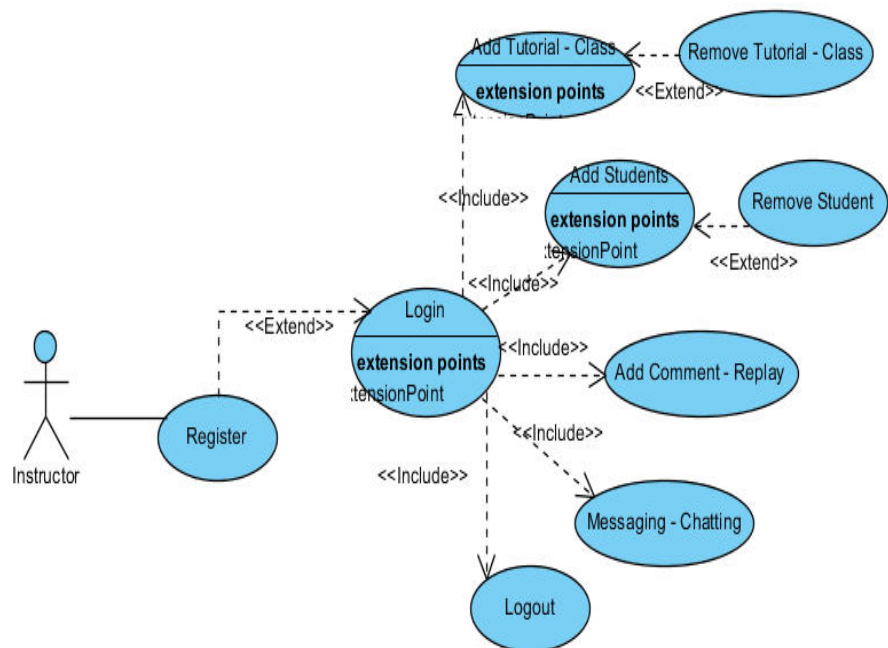 Add Tutorial - Class
extension points
Remove Tutorial - Class
<<Extend>>
<<Include>>
Add Students
extension points
tensionPoint
Remove Student
<<Extend>>
<<Include>>
Login
extension points
tensionPoint
<<Extend>>
<<Include>>
Add Comment - Replay
Instructor
Register
<<Include>>
<<Include>>
Messaging - Chatting
Logout